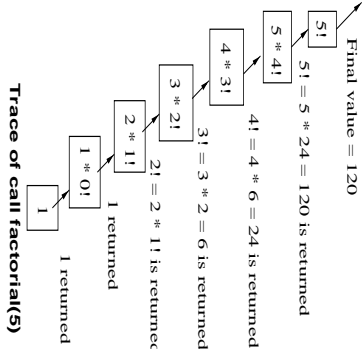 Final value = 120
5!
5! = 5 * 24 = 120 is returned
5 * 4!
4! = 4 * 6 = 24 is returned
4 * 3!
3! = 3 * 2 = 6 is returned
3 * 2!
2! = 2 * 1! is returned
2 * 1!
1 returned
1 * 0!
1 returned
1
Trace of call factorial(5)